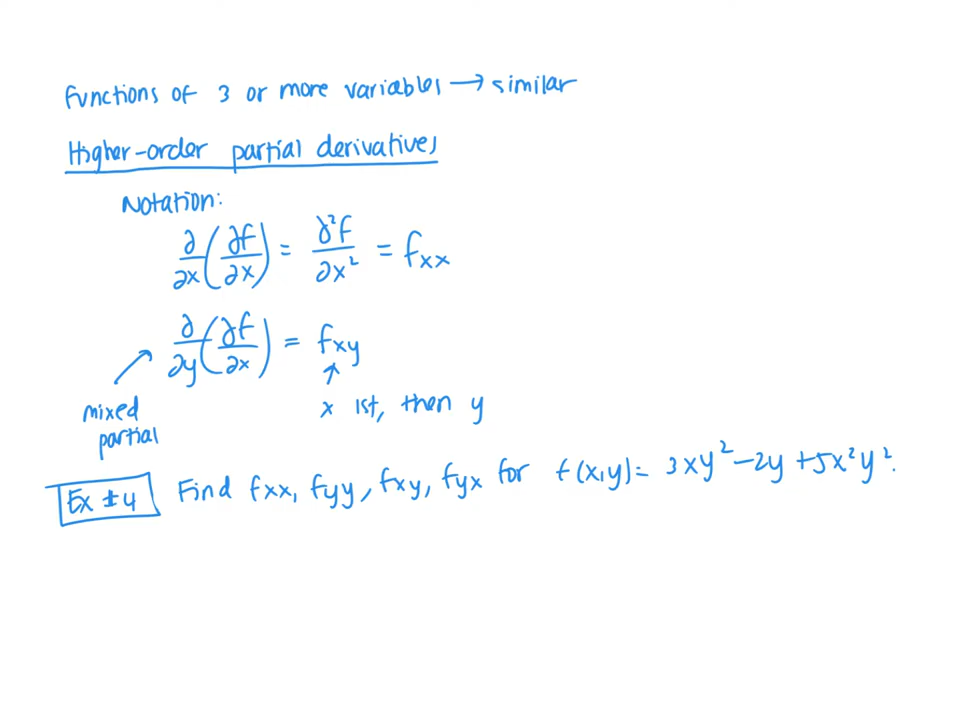 Functions of 3 or more variables → similar
Higher-order partial derivatives
Notation:
∂/∂x (∂f/∂x) = ∂²f/∂x² = fxx
∂/∂y (∂f/∂x) = fxy
mixed partial
x 1st, then y
Ex #4 Find fxx, fyy, fxy, fyx for f(x,y) = 3xy² - 2y + 5x²y².